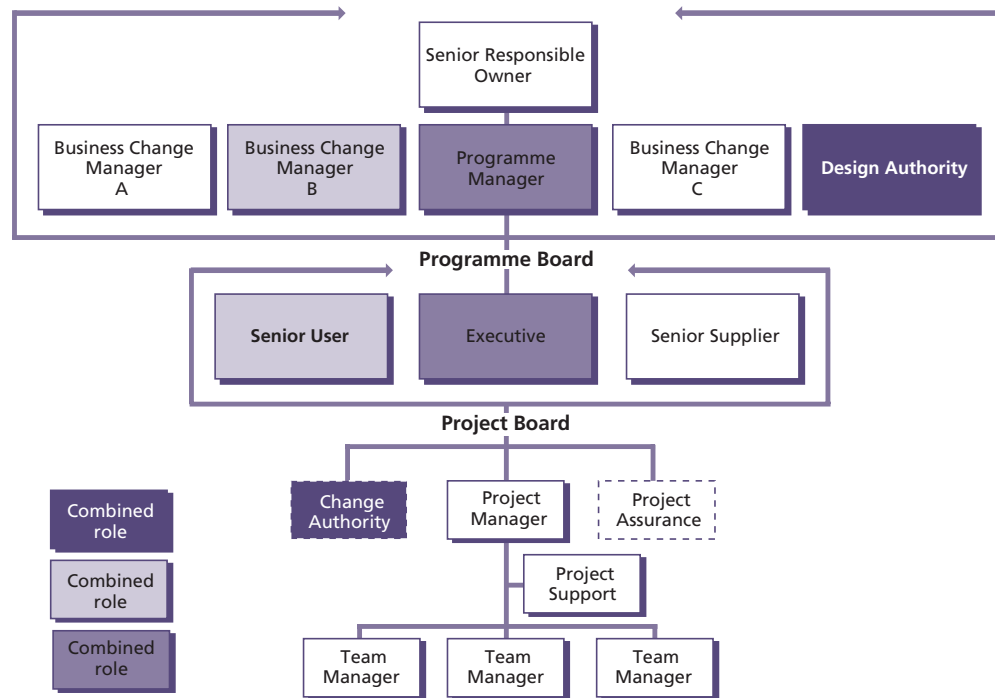 Senior Responsible
Owner
Business Change
Manager
A
Business Change
Manager
B
Programme
Manager
Business Change
Manager
C
Design Authority
Programme Board
Senior User
Executive
Senior Supplier
Project Board
Change
Authority
Project
Manager
Project
Assurance
Project
Support
Team
Manager
Team
Manager
Team
Manager
Combined
role
Combined
role
Combined
role